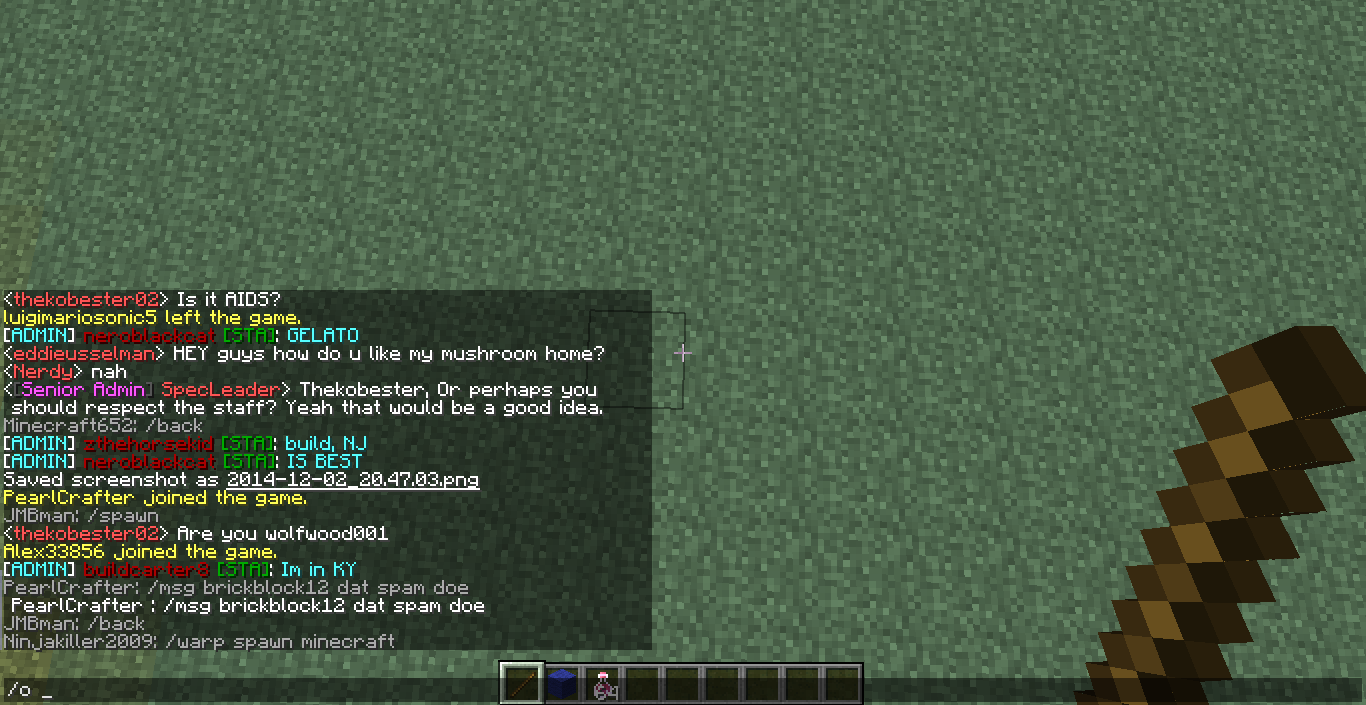 <thekobester02> Is it AIDS?
luigimariosonic5 left the game.
[ADMIN] neroblackcat [STA]: GELATO
<eddieusselman> HEY guys how do u like my mushroom home?
<Nerdy> nah
<[Senior Admin] SpecLeader> Thekobester, Or perhaps you
should respect the staff? Yeah that would be a good idea.
Minecraft652: /back
[ADMIN] zthehorsekid [STA]: build, NJ
[ADMIN] neroblackcat [STA]: IS BEST
Saved screenshot as 2014-12-02_20.47.03.png
PearlCrafter joined the game.
JMBman: /spawn
<thekobester02> Are you wolfwood001
Alex33856 joined the game.
[ADMIN] buildcarter8 [STA]: Im in KY
PearlCrafter: /msg brickblock12 dat spam doe
PearlCrafter : /msg brickblock12 dat spam doe
JMBman: /back
Ninjakiller2009: /warp spawn minecraft
/o _
64